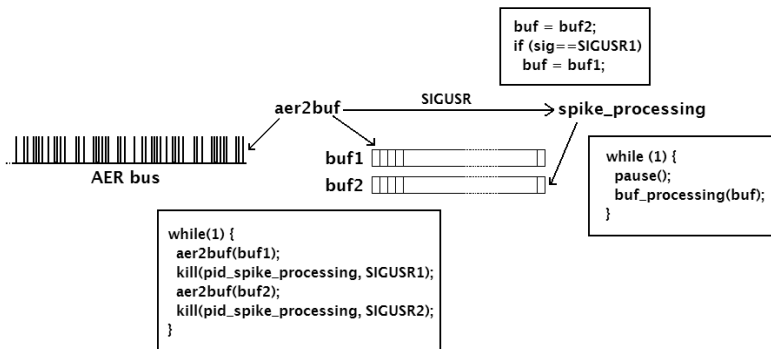 buf = buf2;
if (sig==SIGUSR1)
buf = buf1;
SIGUSR
aer2buf
spike_processing
AER bus
buf1
buf2
while (1) {
pause();
buf_processing(buf);
}
while(1) {
aer2buf(buf1);
kill(pid_spike_processing, SIGUSR1);
aer2buf(buf2);
kill(pid_spike_processing, SIGUSR2);
}